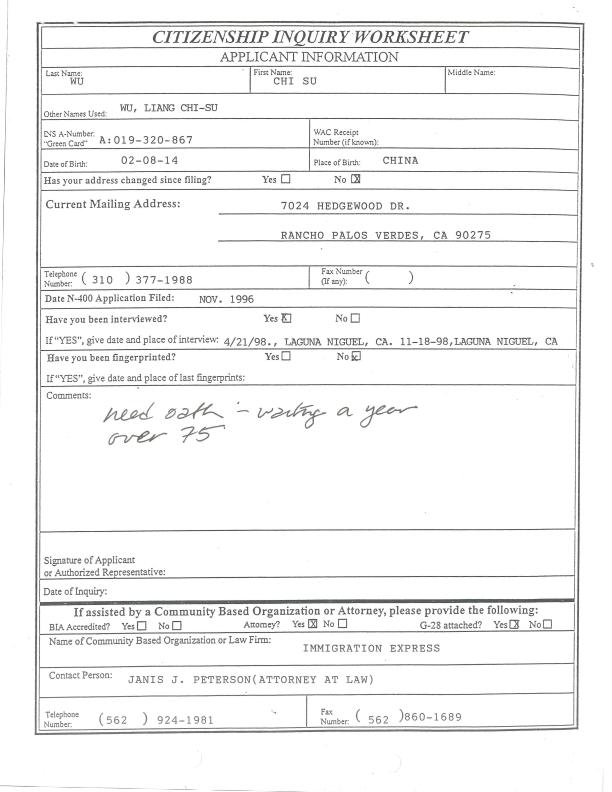 CITIZENSHIP INQUIRY WORKSHEET
APPLICANT INFORMATION
Last Name: WU First Name: CHI SU Middle Name:
Other Names Used: WU, LIANG CHI-SU
INS A-Number: "Green Card" A:019-320-867 WAC Receipt Number (if known):
Date of Birth: 02-08-14 Place of Birth: CHINA
Has your address changed since filing? Yes ☐ No ☒
Current Mailing Address: 7024 HEDGEWOOD DR.
RANCHO PALOS VERDES, CA 90275
Telephone Number: ( 310 ) 377-1988 Fax Number (If any): ( )
Date N-400 Application Filed: NOV. 1996
Have you been interviewed? Yes ☒ No ☐
If "YES", give date and place of interview: 4/21/98., LAGUNA NIGUEL, CA. 11-18-98,LAGUNA NIGUEL, CA
Have you been fingerprinted? Yes ☐ No ☒
If "YES", give date and place of last fingerprints:
Comments:
need oath - waiting a year
over 75
Signature of Applicant
or Authorized Representative:
Date of Inquiry:
If assisted by a Community Based Organization or Attorney, please provide the following:
BIA Accredited? Yes ☐ No ☐ Attorney? Yes ☒ No ☐ G-28 attached? Yes ☒ No ☐
Name of Community Based Organization or Law Firm:
IMMIGRATION EXPRESS
Contact Person: JANIS J. PETERSON(ATTORNEY AT LAW)
Telephone Number: (562 ) 924-1981 Fax Number: ( 562 )860-1689